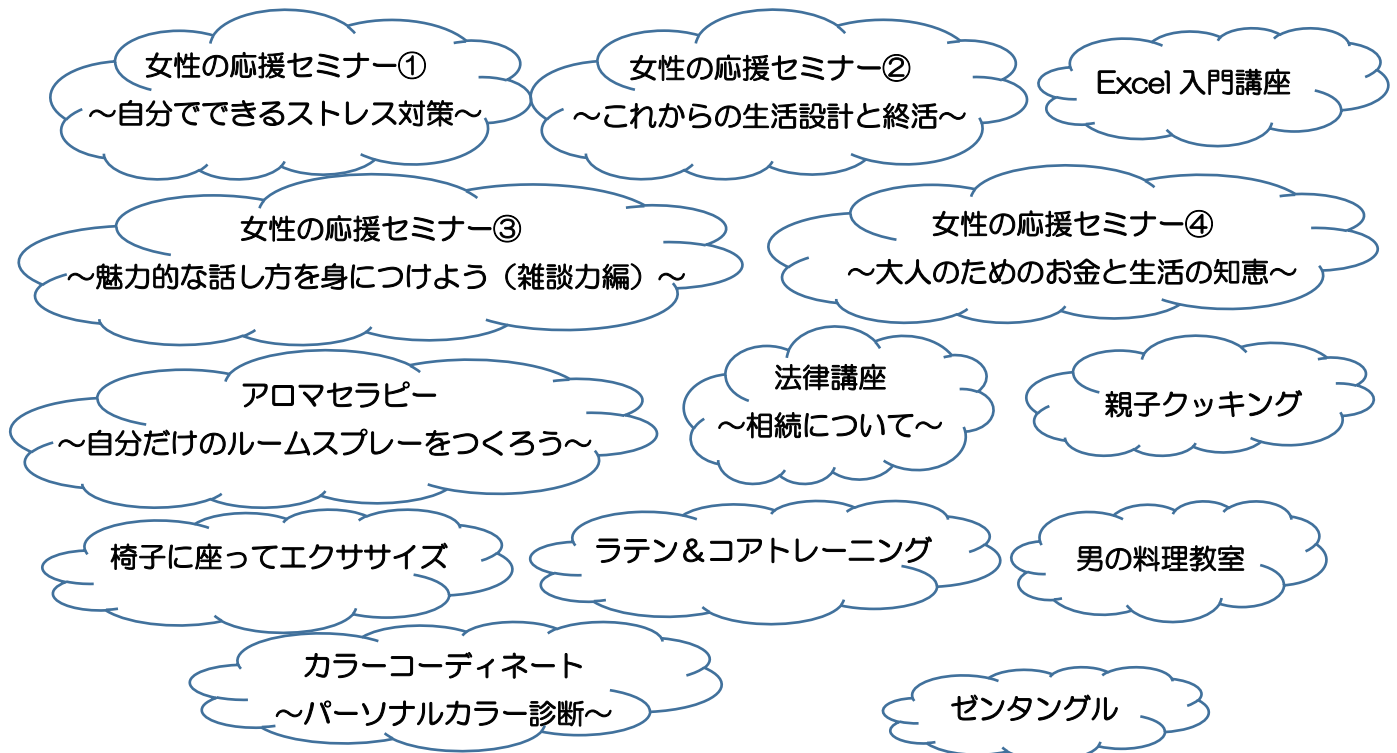 女性の応援セミナー①
～自分でできるストレス対策～
女性の応援セミナー②
～これからの生活設計と終活～
Excel 入門講座
女性の応援セミナー③
～魅力的な話し方を身につけよう（雑談力編）～
女性の応援セミナー④
～大人のためのお金と生活の知恵～
アロマセラピー
～自分だけのルームスプレーをつくろう～
法律講座
～相続について～
親子クッキング
椅子に座ってエクササイズ
ラテン＆コアトレーニング
男の料理教室
カラーコーディネート
～パーソナルカラー診断～
ゼンタングル